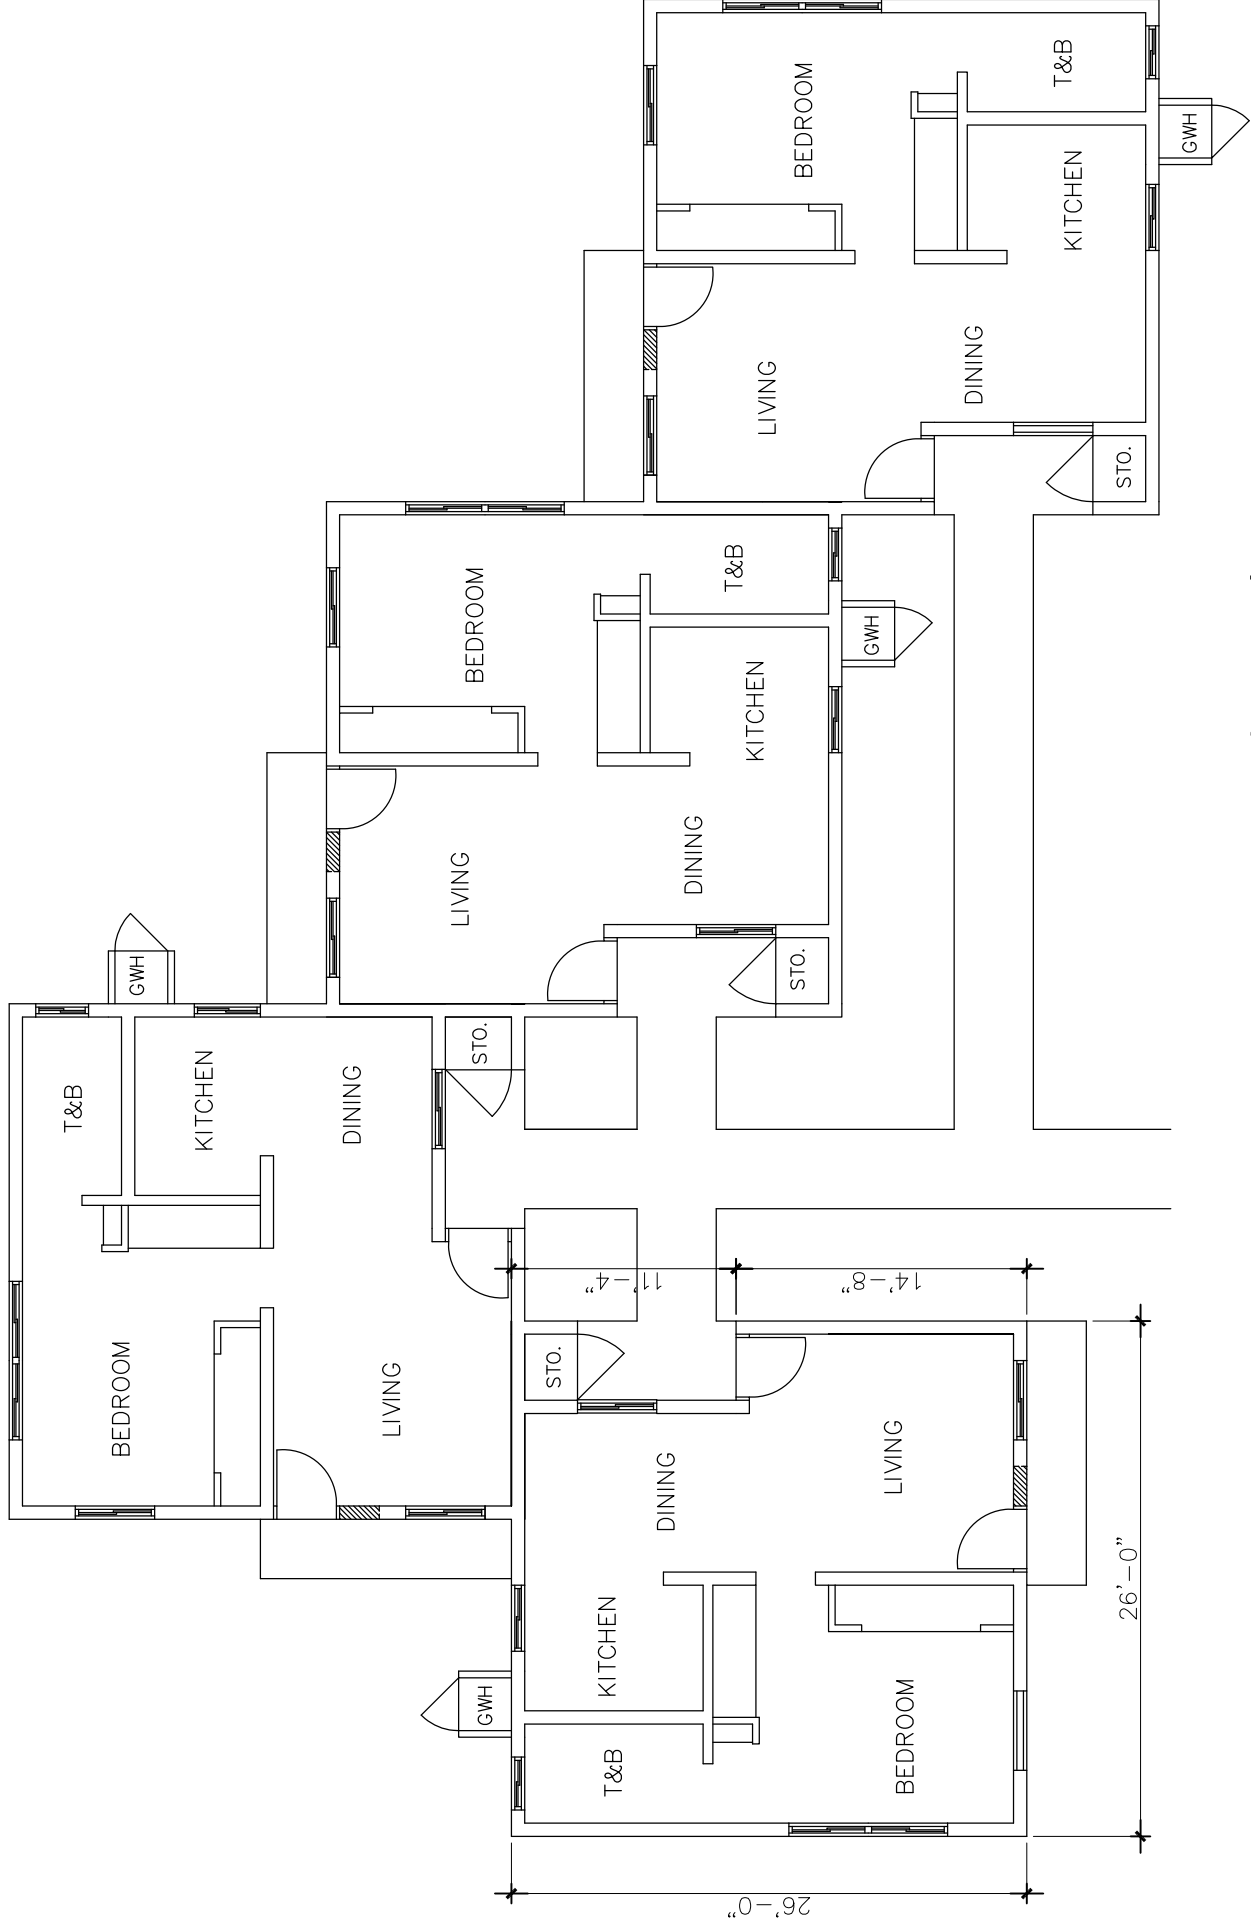 BEDROOM
T&B
GWH
KITCHEN
LIVING
DINING
STO.
BEDROOM
T&B
GWH
KITCHEN
LIVING
DINING
STO.
GWH
T&B
KITCHEN
DINING
STO.
BEDROOM
LIVING
11'-4"
14'-8"
STO.
DINING
LIVING
KITCHEN
GWH
T&B
BEDROOM
26'-0"
26'-0"